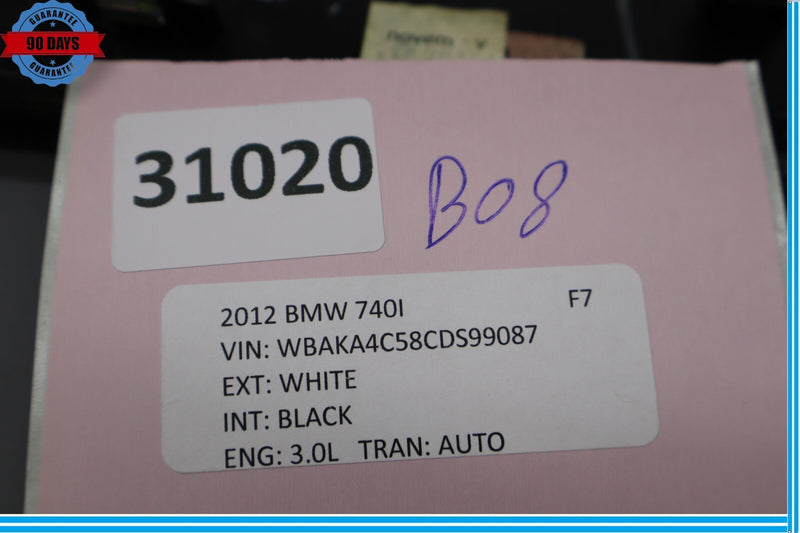 GUARANTEE
90 DAYS
GUARANTEE
novem
31020
B08
2012 BMW 740I F7
VIN: WBAKA4C58CDS99087
EXT: WHITE
INT: BLACK
ENG: 3.0L TRAN: AUTO